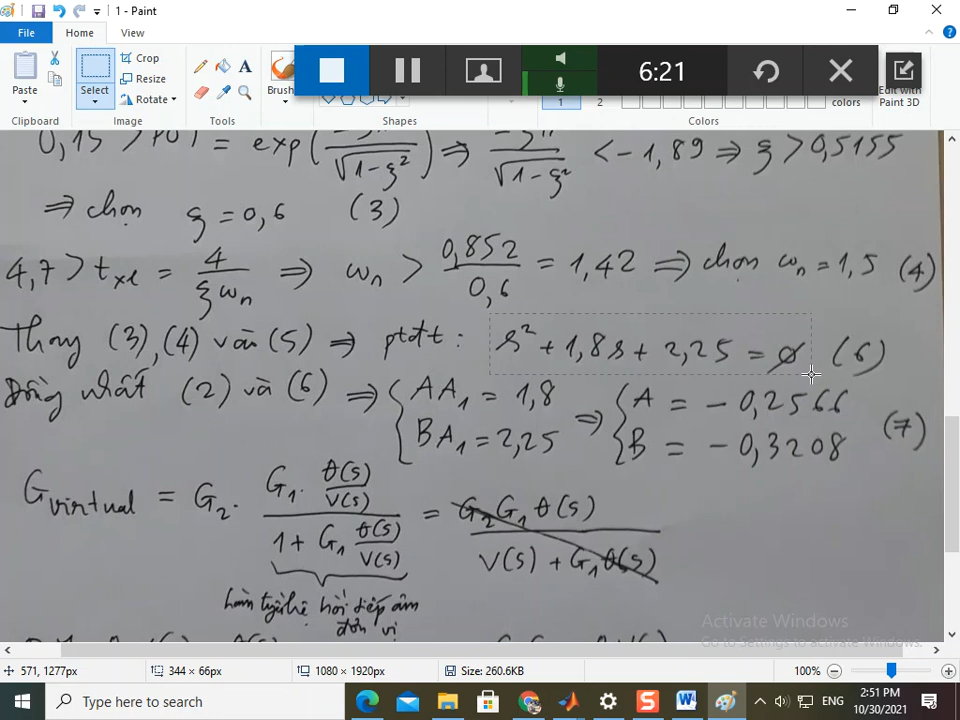 1 - Paint
File Home View
Paste
Select
Crop
Resize
Rotate
Brush
6:21
1 2
Edit with
Paint 3D
Clipboard Image Tools Shapes Colors
colors
0,15 > POT = exp(-ξπ/√(1-ξ²)) ⇒ -ξπ/√(1-ξ²) < -1,89 ⇒ ξ > 0,5155
⇒ chọn ξ = 0,6 (3)
4,7 > txl = 4/(ξωn) ⇒ ωn > 0,852/0,6 = 1,42 ⇒ chọn ωn = 1,5 (4)
Thay (3), (4) vào (5) ⇒ ptđt : s² + 1,8s + 2,25 = 0 (6)
Đồng nhất (2) và (6) ⇒ { AA₁ = 1,8 ⇒ { A = -0,2566
BA₁ = 2,25 B = -0,3208 (7)
Gvirtual = G₂. (G₁. θ(s)/V(s)) / (1 + G₁ θ(s)/V(s)) = G₂G₁θ(s) / (V(s) + G₁θ(s))
hàm hồi tiếp âm
đơn vị
Activate Windows
Go to Settings to activate Windows.
571, 1277px 344 × 66px 1080 × 1920px Size: 260.6KB 100%
Type here to search
ENG
2:51 PM
10/30/2021